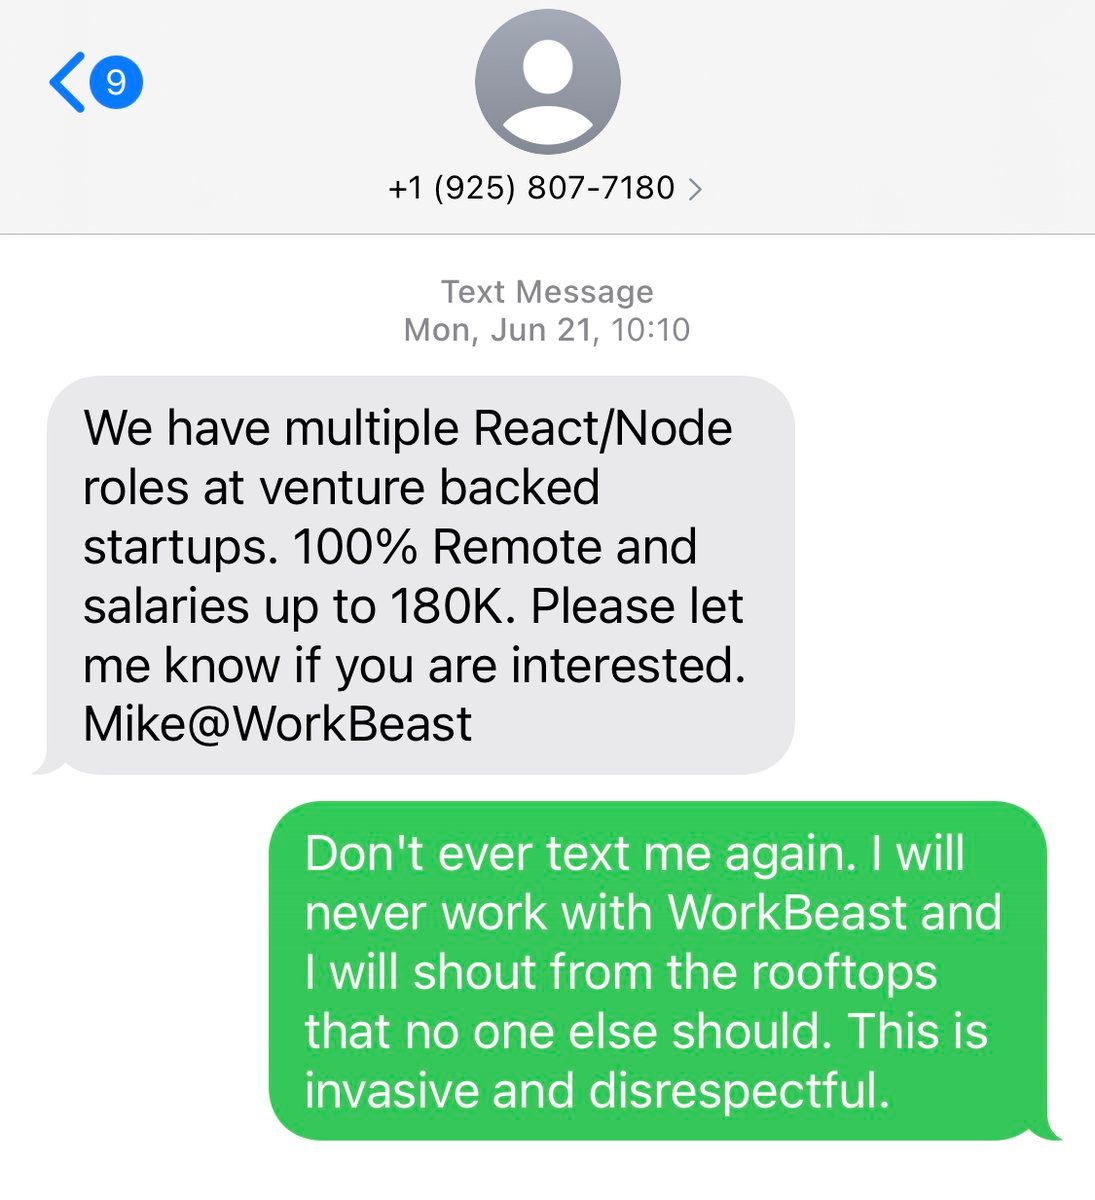 9
+1 (925) 807-7180
Text Message
Mon, Jun 21, 10:10
We have multiple React/Node
roles at venture backed
startups. 100% Remote and
salaries up to 180K. Please let
me know if you are interested.
Mike@WorkBeast
Don't ever text me again. I will
never work with WorkBeast and
I will shout from the rooftops
that no one else should. This is
invasive and disrespectful.